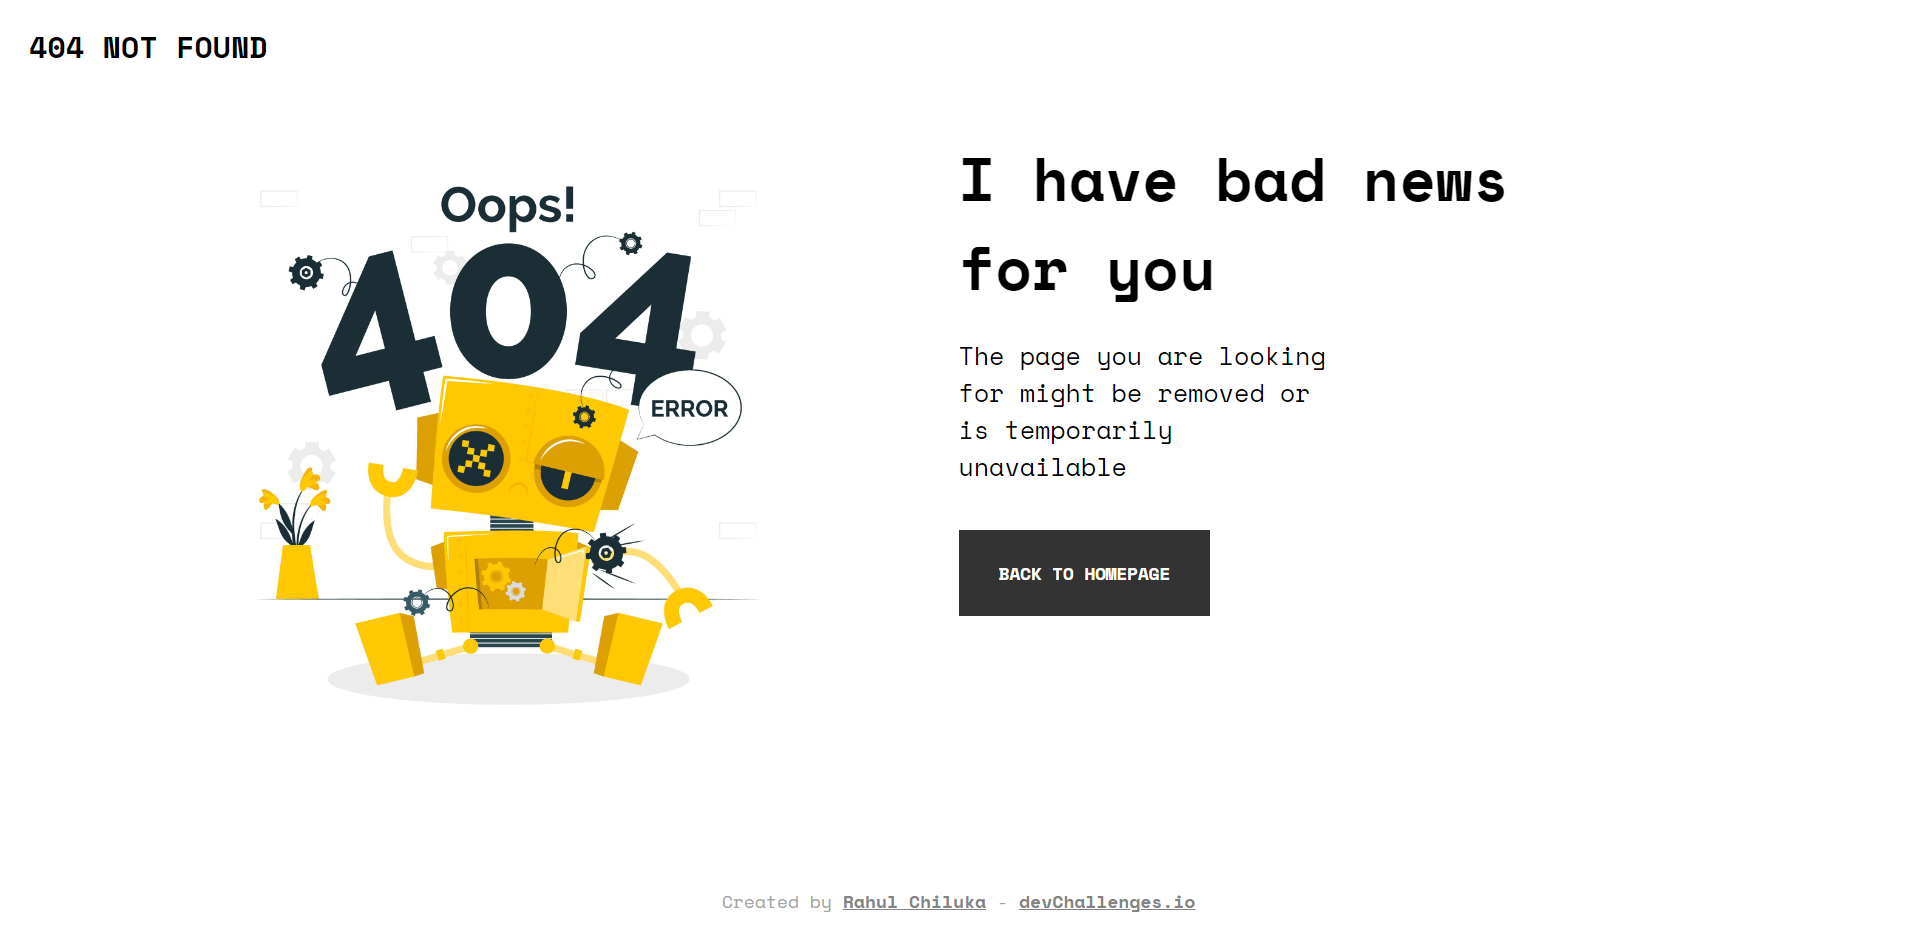 404 NOT FOUND
Oops!
404
ERROR
I have bad news
for you
The page you are looking
for might be removed or
is temporarily
unavailable
BACK TO HOMEPAGE
Created by Rahul Chiluka - devChallenges.io